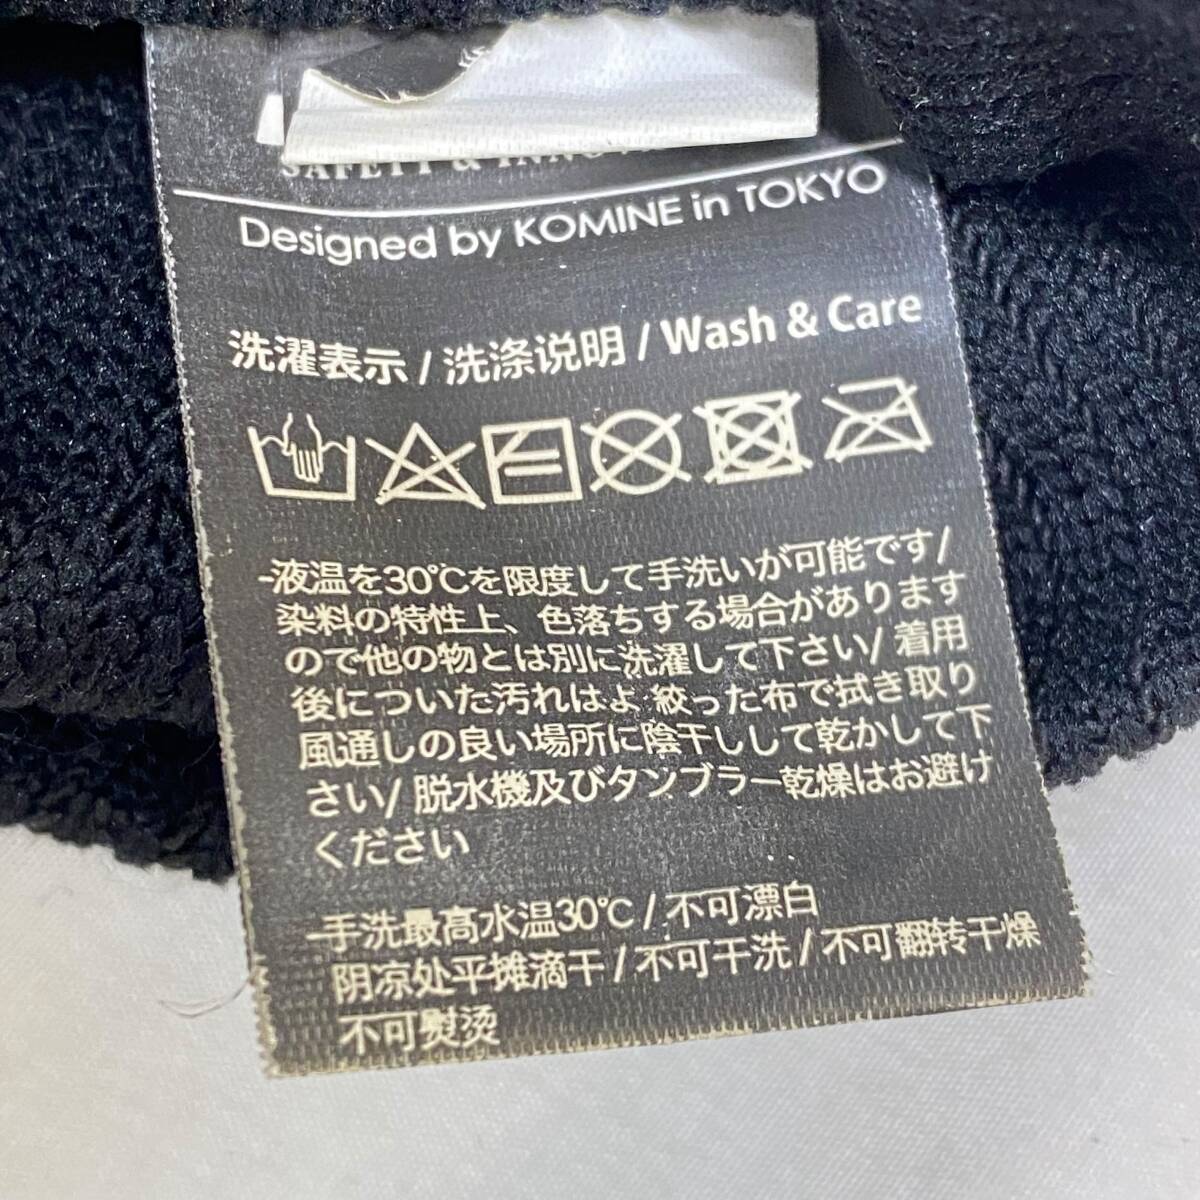 SAFETY & INNOV
Designed by KOMINE in TOKYO
洗濯表示 / 洗涤说明 / Wash & Care
-液温を30℃を限度して手洗いが可能です/
染料の特性上、色落ちする場合があります
ので他の物とは別に洗濯して下さい/ 着用
後についた汚れはよ 絞った布で拭き取り
風通しの良い場所に陰干しして乾かして下
さい/ 脱水機及びタンブラー乾燥はお避け
ください
-手洗最高水温30℃ / 不可漂白
阴凉处平摊滴干 / 不可干洗 / 不可翻转干燥
不可熨烫